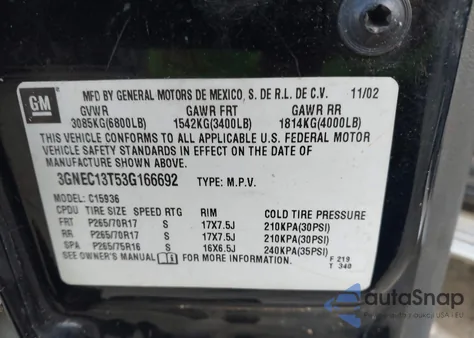 GM
MFD BY GENERAL MOTORS DE MEXICO, S. DE R.L. DE C.V. 11/02
GVWR GAWR FRT GAWR RR
3085KG(6800LB) 1542KG(3400LB) 1814KG(4000LB)
THIS VEHICLE CONFORMS TO ALL APPLICABLE U.S. FEDERAL MOTOR
VEHICLE SAFETY STANDARDS IN EFFECT ON THE DATE OF
MANUFACTURE SHOWN ABOVE.
3GNEC13T53G166692 TYPE: M.P.V.
MODEL: C15936
CPDU TIRE SIZE SPEED RTG RIM COLD TIRE PRESSURE
FRT P265/70R17 S 17X7.5J 210KPA(30PSI)
RR P265/70R17 S 17X7.5J 210KPA(30PSI)
SPA P265/75R16 S 16X6.5J 240KPA(35PSI)
SEE OWNER'S MANUAL FOR MORE INFORMATION.
F 219
T 340
autaSnap